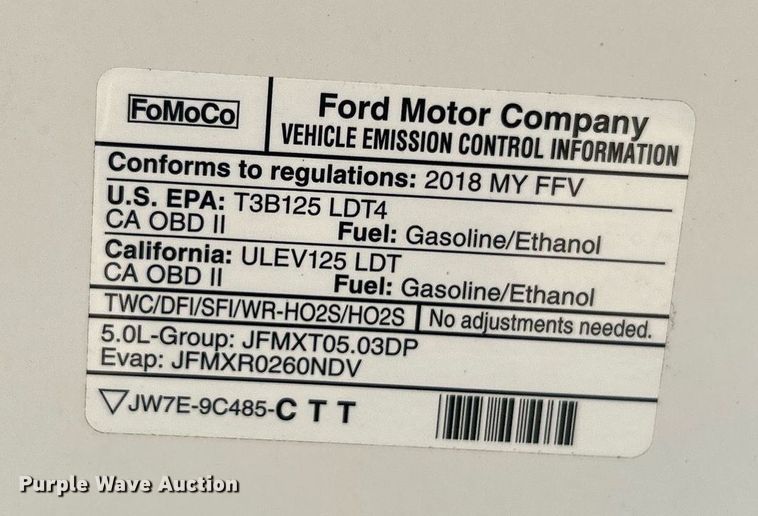 FoMoCo
Ford Motor Company
VEHICLE EMISSION CONTROL INFORMATION
Conforms to regulations: 2018 MY FFV
U.S. EPA: T3B125 LDT4
CA OBD II Fuel: Gasoline/Ethanol
California: ULEV125 LDT
CA OBD II Fuel: Gasoline/Ethanol
TWC/DFI/SFI/WR-HO2S/HO2S No adjustments needed.
5.0L-Group: JFMXT05.03DP
Evap: JFMXR0260NDV
JW7E-9C485-CTT
Purple Wave Auction